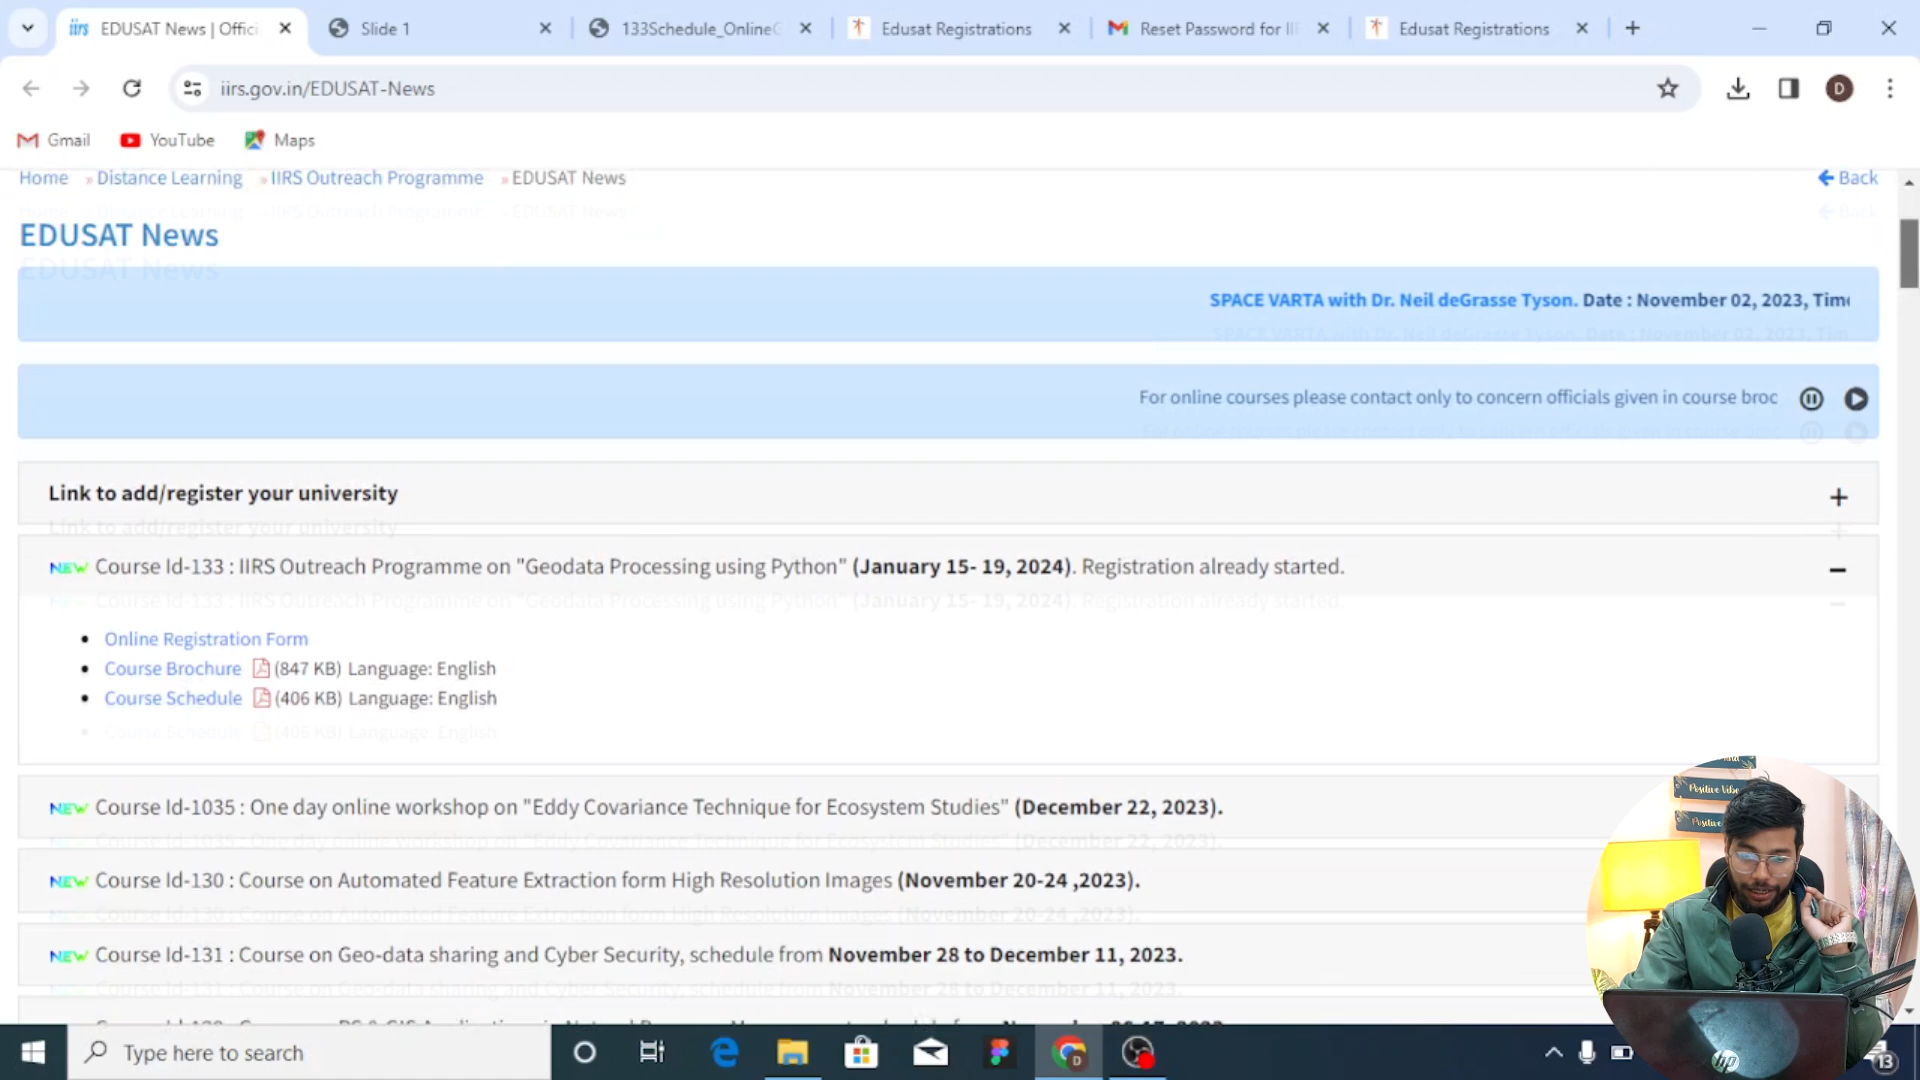 iirs EDUSAT News | Offici
Slide 1
133Schedule_OnlineC
Edusat Registrations
Reset Password for II
Edusat Registrations
iirs.gov.in/EDUSAT-News
D
Gmail
YouTube
Maps
Home » Distance Learning » IIRS Outreach Programme » EDUSAT News
Back
EDUSAT News
SPACE VARTA with Dr. Neil deGrasse Tyson. Date : November 02, 2023, Tim
For online courses please contact only to concern officials given in course broc
Link to add/register your university
NEW Course Id-133 : IIRS Outreach Programme on "Geodata Processing using Python" (January 15- 19, 2024). Registration already started.
Online Registration Form
Course Brochure (847 KB) Language: English
Course Schedule (406 KB) Language: English
NEW Course Id-1035 : One day online workshop on "Eddy Covariance Technique for Ecosystem Studies" (December 22, 2023).
NEW Course Id-130 : Course on Automated Feature Extraction form High Resolution Images (November 20-24 ,2023).
NEW Course Id-131 : Course on Geo-data sharing and Cyber Security, schedule from November 28 to December 11, 2023.
Positive Vibe
Positive
Type here to search
D
hp
13